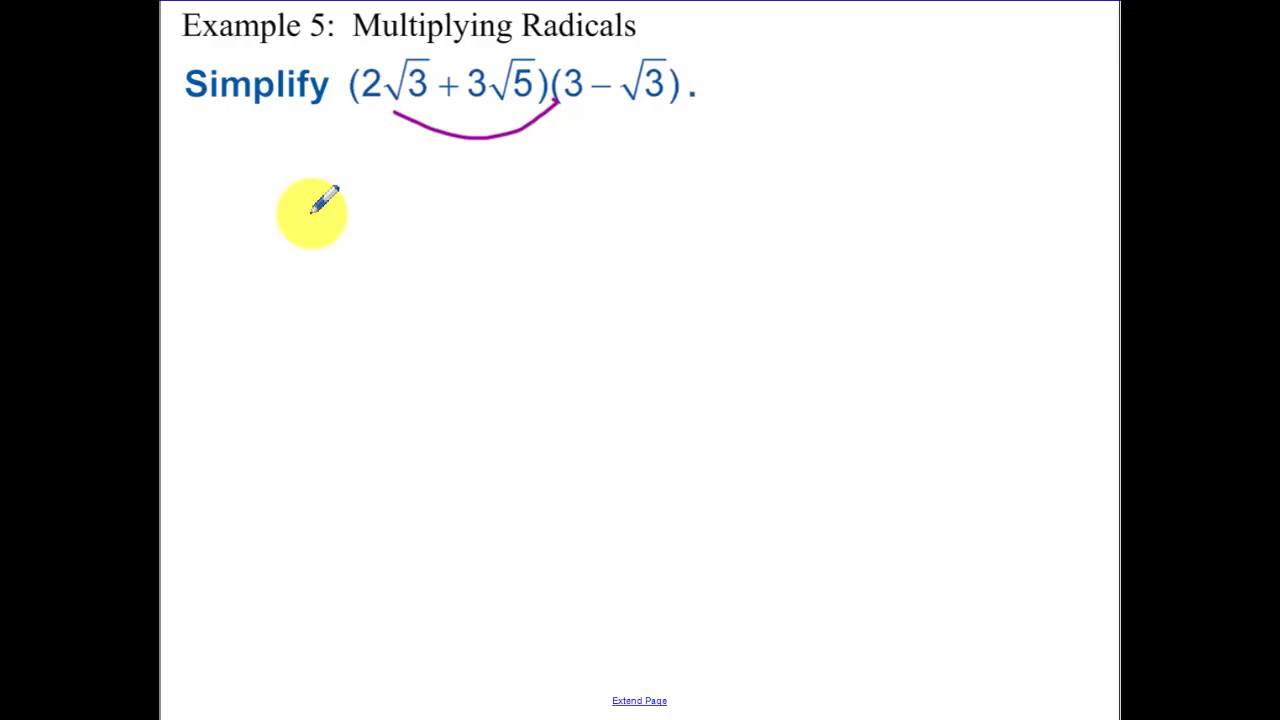 Example 5: Multiplying Radicals
Simplify (2√3 + 3√5)(3 − √3).
Extend Page